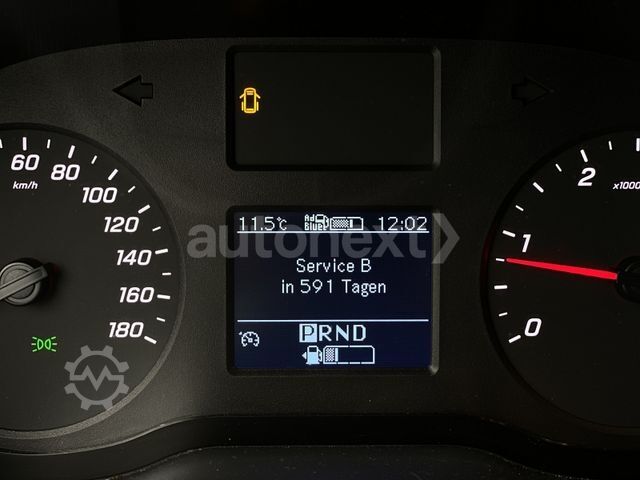 60
80
km/h
100
120
140
160
180
11.5°C
Ad
Blue
12:02
autonext
Service B
in 591 Tagen
PRND
2
x1000
1
0